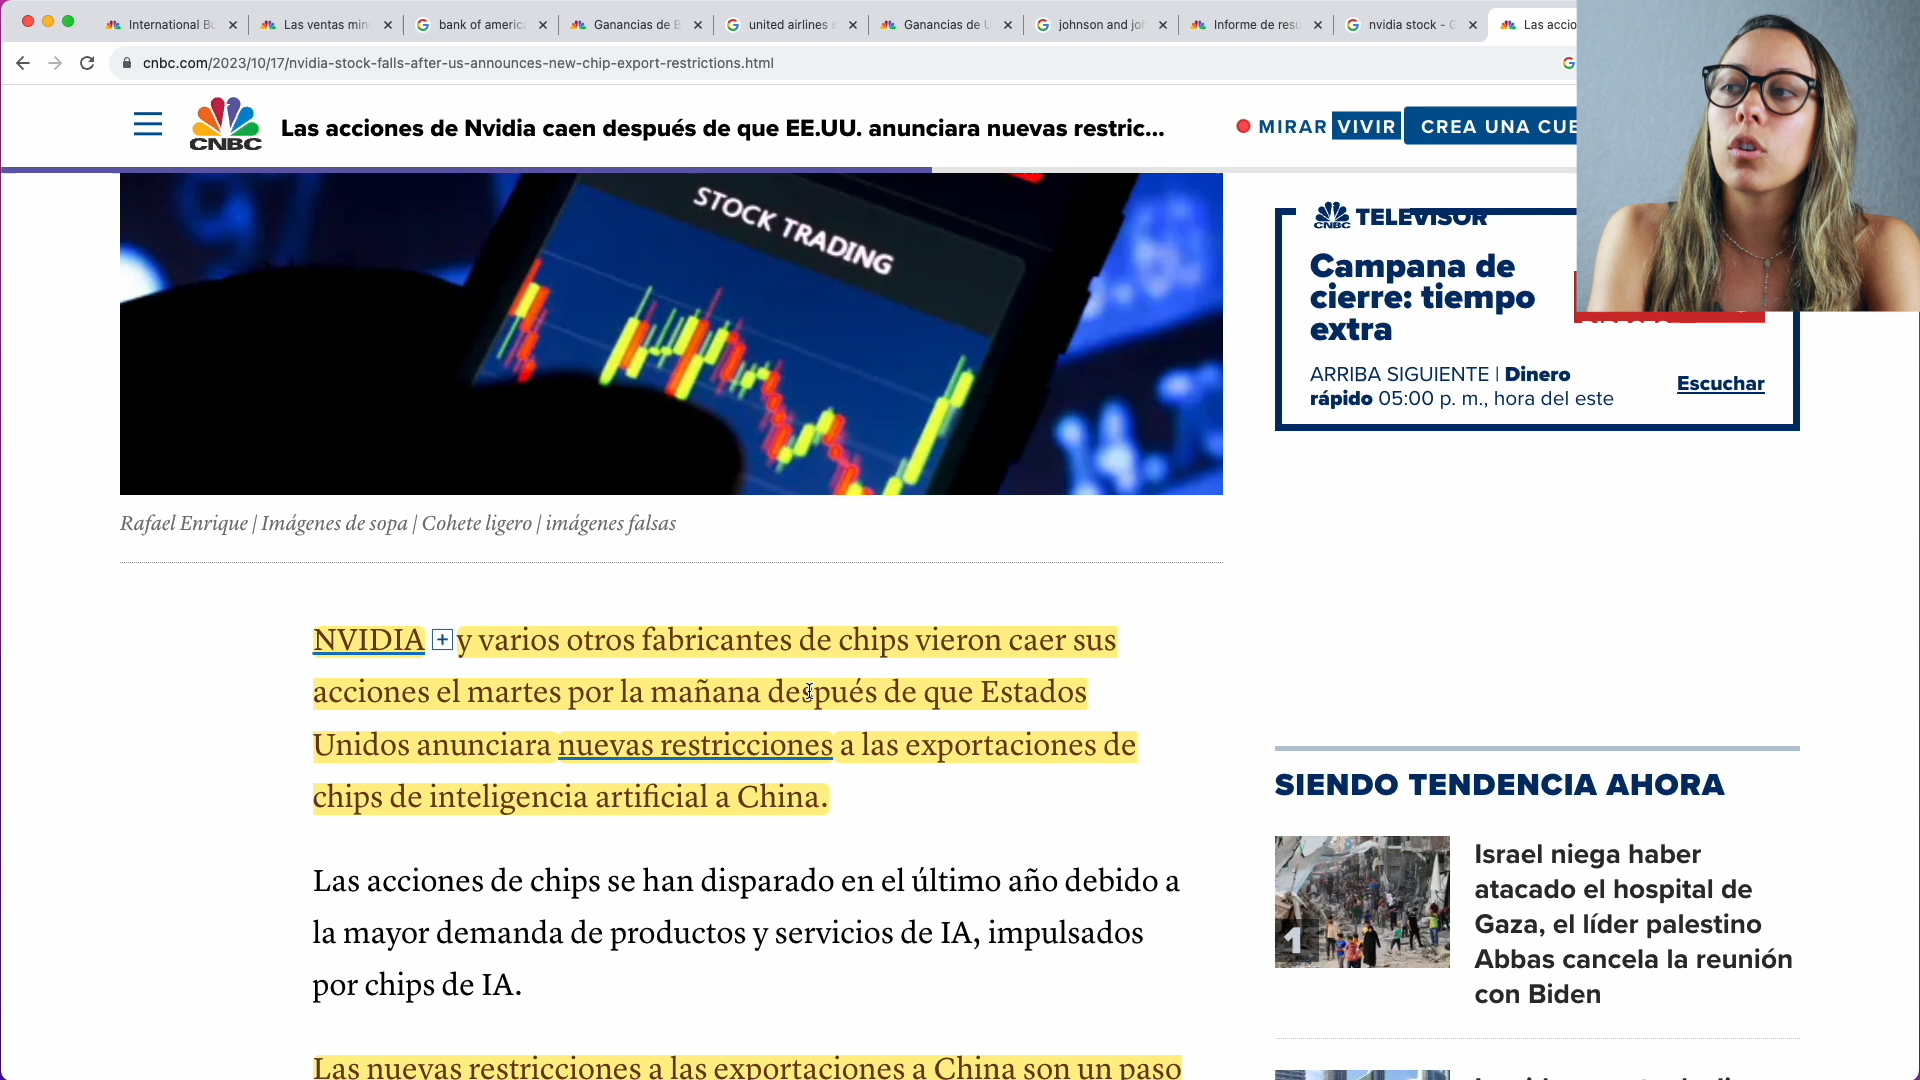 International Bu
Las ventas min
bank of americ
Ganancias de B
united airlines s
Ganancias de U
johnson and joh
Informe de resu
nvidia stock - G
Las accio
cnbc.com/2023/10/17/nvidia-stock-falls-after-us-announces-new-chip-export-restrictions.html
CNBC
Las acciones de Nvidia caen después de que EE.UU. anunciara nuevas restric...
MIRAR VIVIR
CREA UNA CUE
STOCK TRADING
Rafael Enrique | Imágenes de sopa | Cohete ligero | imágenes falsas
NVIDIA + y varios otros fabricantes de chips vieron caer sus
acciones el martes por la mañana después de que Estados
Unidos anunciara nuevas restricciones a las exportaciones de
chips de inteligencia artificial a China.
Las acciones de chips se han disparado en el último año debido a
la mayor demanda de productos y servicios de IA, impulsados
por chips de IA.
Las nuevas restricciones a las exportaciones a China son un paso
CNBC TELEVISOR
Campana de
cierre: tiempo
extra
ARRIBA SIGUIENTE | Dinero
rápido 05:00 p. m., hora del este
Escuchar
SIENDO TENDENCIA AHORA
1
Israel niega haber
atacado el hospital de
Gaza, el líder palestino
Abbas cancela la reunión
con Biden